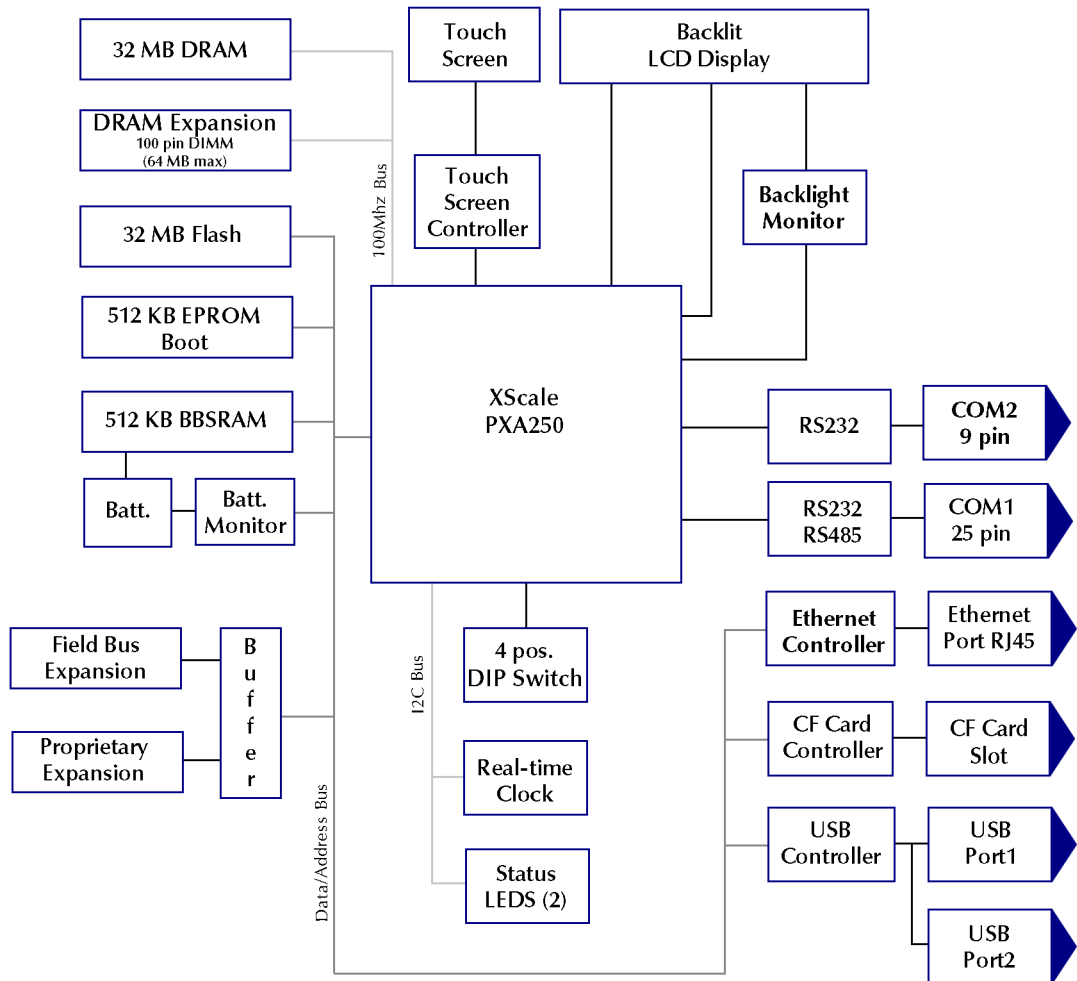 32 MB DRAM
Touch
Screen
Backlit
LCD Display
DRAM Expansion
100 pin DIMM
(64 MB max)
100Mhz Bus
Touch
Screen
Controller
Backlight
Monitor
32 MB Flash
512 KB EPROM
Boot
XScale
PXA250
512 KB BBSRAM
RS232
COM2
9 pin
Batt.
Batt.
Monitor
RS232
RS485
COM1
25 pin
Field Bus
Expansion
Buffer
I2C Bus
4 pos.
DIP Switch
Ethernet
Controller
Ethernet
Port RJ45
Proprietary
Expansion
Real-time
Clock
CF Card
Controller
CF Card
Slot
Data/Address Bus
Status
LEDS (2)
USB
Controller
USB
Port1
USB
Port2